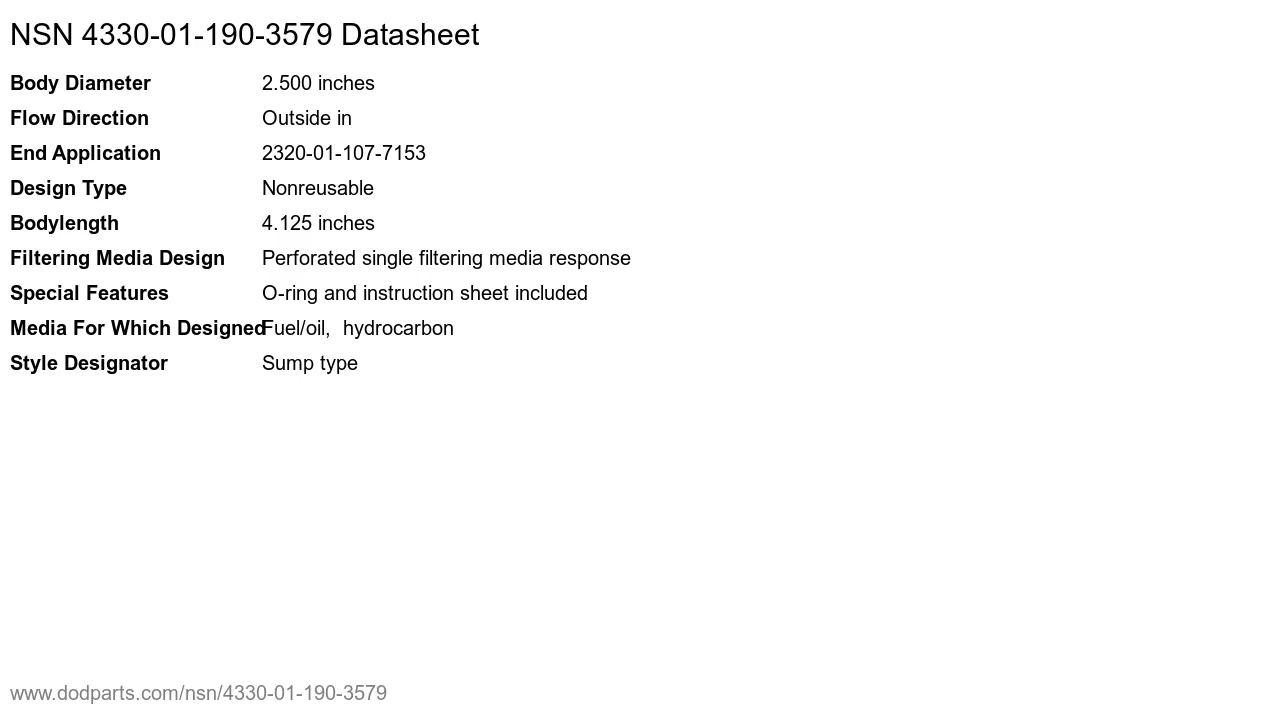 NSN 4330-01-190-3579 Datasheet
Body Diameter 2.500 inches
Flow Direction Outside in
End Application 2320-01-107-7153
Design Type Nonreusable
Bodylength 4.125 inches
Filtering Media Design Perforated single filtering media response
Special Features O-ring and instruction sheet included
Media For Which Designed Fuel/oil,  hydrocarbon
Style Designator Sump type
www.dodparts.com/nsn/4330-01-190-3579